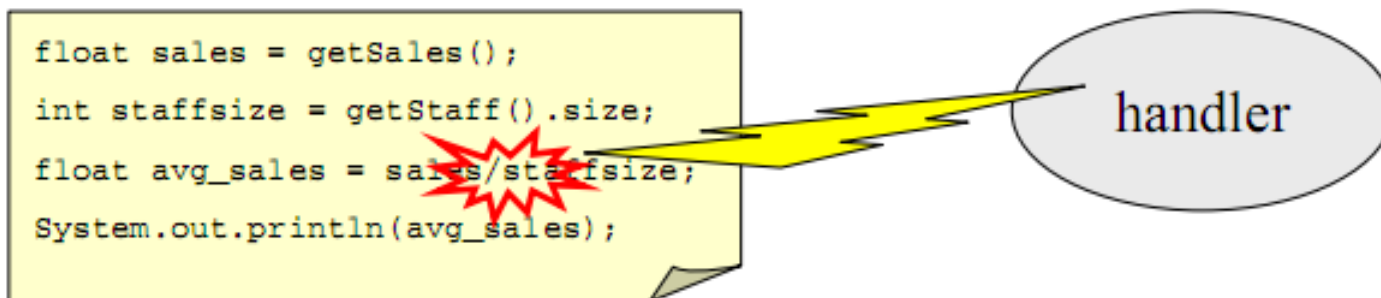 float sales = getSales();
int staffsize = getStaff().size;
float avg_sales = sales/staffsize;
System.out.println(avg_sales);
handler